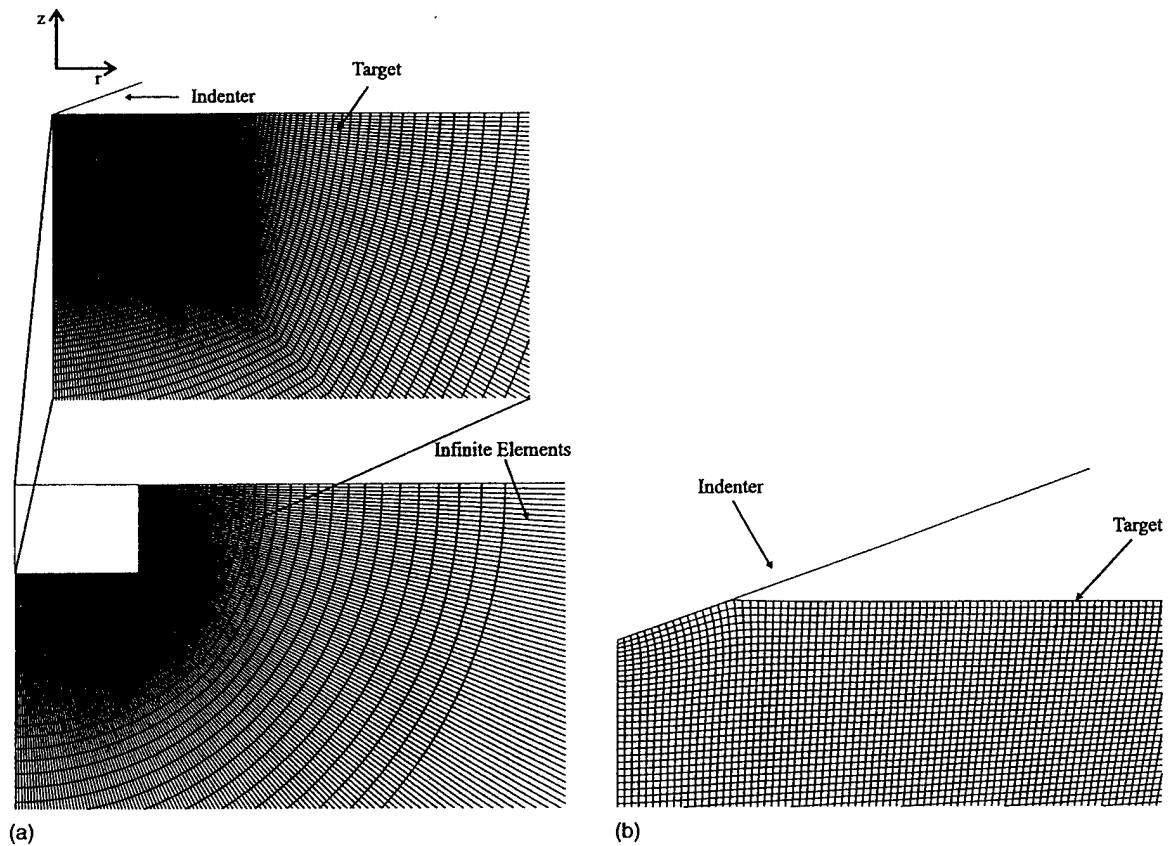 z
r
Indenter
Target
Infinite Elements
(a)
Indenter
Target
(b)